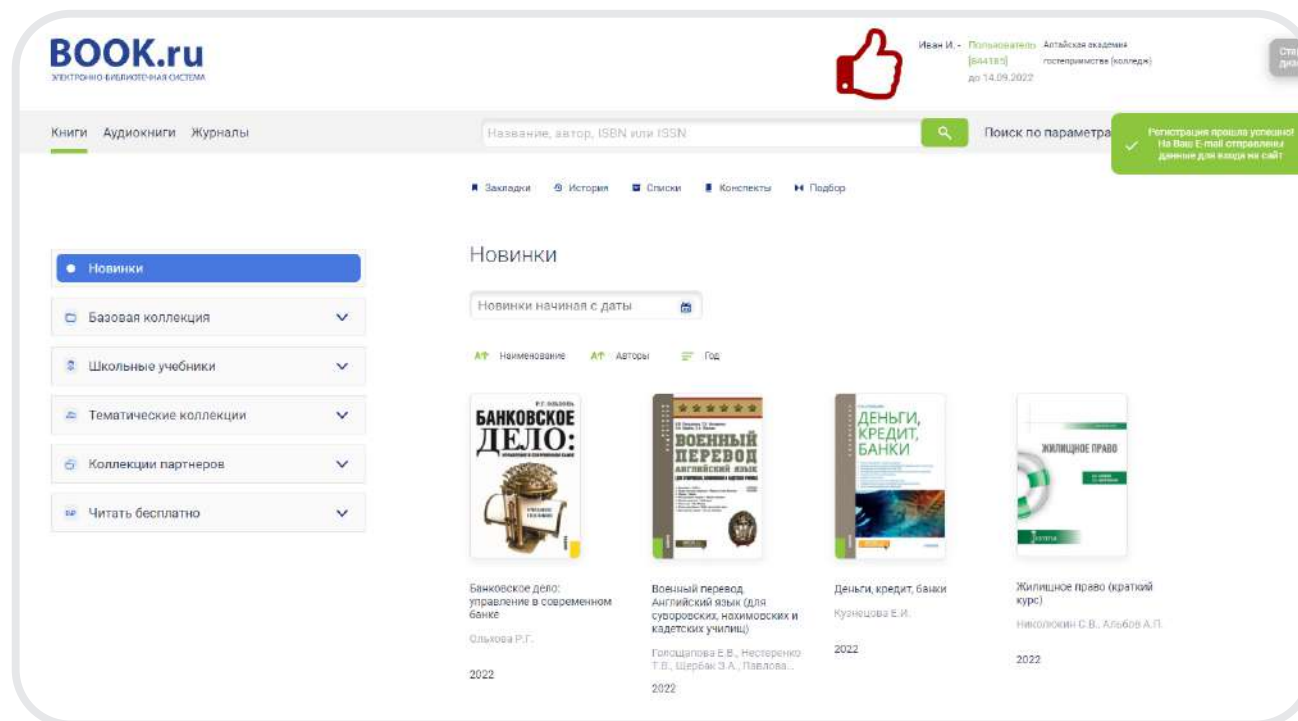 BOOK.ru
ЭЛЕКТРОННО-БИБЛИОТЕЧНАЯ СИСТЕМА
Иван И. - Пользователь
[644185]
до 14.09.2022
Алтайская академия
гостеприимства (колледж)
Книги Аудиокниги Журналы
Название, автор, ISBN или ISSN
Поиск по параметра
Регистрация прошла успешно!
На Ваш E-mail отправлены
данные для входа на сайт
Закладки История Списки Конспекты Подбор
Новинки
Базовая коллекция
Школьные учебники
Тематические коллекции
Коллекции партнеров
Читать бесплатно
Новинки
Новинки начиная с даты
Наименование Авторы Год
БАНКОВСКОЕ
ДЕЛО:
УПРАВЛЕНИЕ В СОВРЕМЕННОМ БАНКЕ
ВОЕННЫЙ
ПЕРЕВОД
АНГЛИЙСКИЙ ЯЗЫК
ДЕНЬГИ,
КРЕДИТ,
БАНКИ
ЖИЛИЩНОЕ ПРАВО
Банковское дело:
управление в современном
банке
Ольхова Р.Г.
2022
Военный перевод.
Английский язык (для
суворовских, нахимовских и
кадетских училищ)
Голощапова Е.В., Нестеренко
Т.В., Щербак З.А., Павлова...
2022
Деньги, кредит, банки
Кузнецова Е.И.
2022
Жилищное право (краткий
курс)
Николюкин С.В., Альбов А.П.
2022